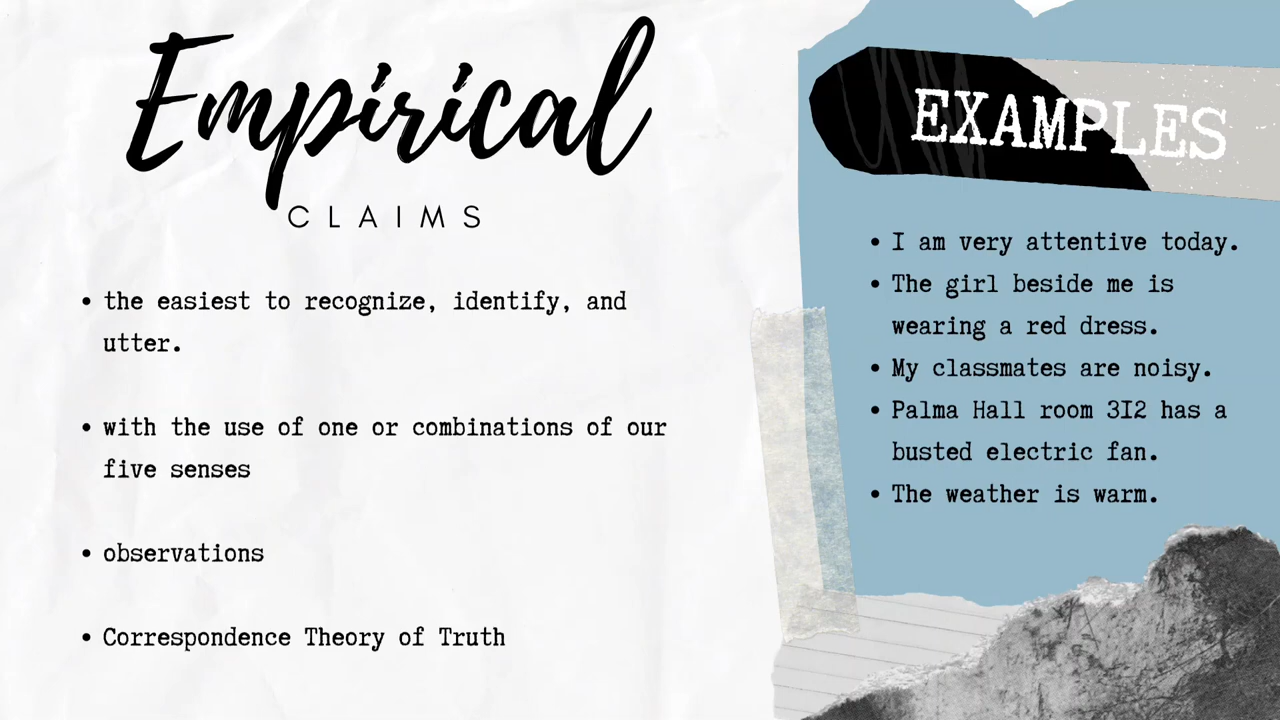 Empirical
CLAIMS
• the easiest to recognize, identify, and
utter.
• with the use of one or combinations of our
five senses
• observations
• Correspondence Theory of Truth
EXAMPLES
• I am very attentive today.
• The girl beside me is
wearing a red dress.
• My classmates are noisy.
• Palma Hall room 312 has a
busted electric fan.
• The weather is warm.